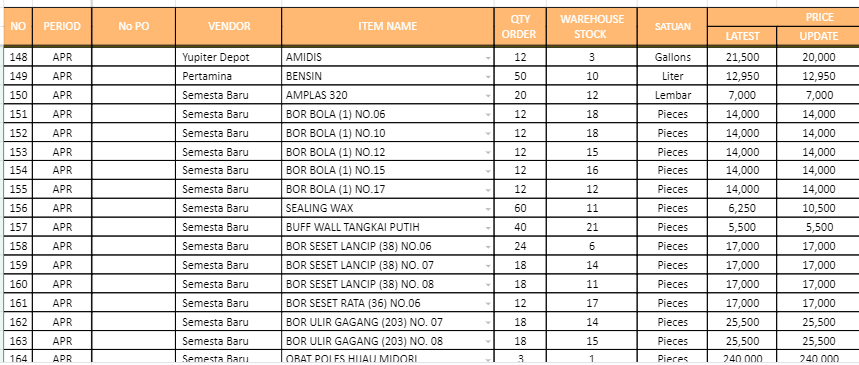 NO PERIOD No PO VENDOR ITEM NAME QTY ORDER WAREHOUSE STOCK SATUAN PRICE
LATEST UPDATE
148 APR Yupiter Depot AMIDIS 12 3 Gallons 21,500 20,000
149 APR Pertamina BENSIN 50 10 Liter 12,950 12,950
150 APR Semesta Baru AMPLAS 320 20 12 Lembar 7,000 7,000
151 APR Semesta Baru BOR BOLA (1) NO.06 12 18 Pieces 14,000 14,000
152 APR Semesta Baru BOR BOLA (1) NO.10 12 18 Pieces 14,000 14,000
153 APR Semesta Baru BOR BOLA (1) NO.12 12 15 Pieces 14,000 14,000
154 APR Semesta Baru BOR BOLA (1) NO.15 12 16 Pieces 14,000 14,000
155 APR Semesta Baru BOR BOLA (1) NO.17 12 12 Pieces 14,000 14,000
156 APR Semesta Baru SEALING WAX 60 11 Pieces 6,250 10,500
157 APR Semesta Baru BUFF WALL TANGKAI PUTIH 40 21 Pieces 5,500 5,500
158 APR Semesta Baru BOR SESET LANCIP (38) NO.06 24 6 Pieces 17,000 17,000
159 APR Semesta Baru BOR SESET LANCIP (38) NO. 07 18 14 Pieces 17,000 17,000
160 APR Semesta Baru BOR SESET LANCIP (38) NO. 08 18 11 Pieces 17,000 17,000
161 APR Semesta Baru BOR SESET RATA (36) NO.06 12 17 Pieces 17,000 17,000
162 APR Semesta Baru BOR ULIR GAGANG (203) NO. 07 18 14 Pieces 25,500 25,500
163 APR Semesta Baru BOR ULIR GAGANG (203) NO. 08 18 15 Pieces 25,500 25,500
164 APR Semesta Baru OBAT POLES HIJAU MIDORI 3 1 Pieces 240,000 240,000